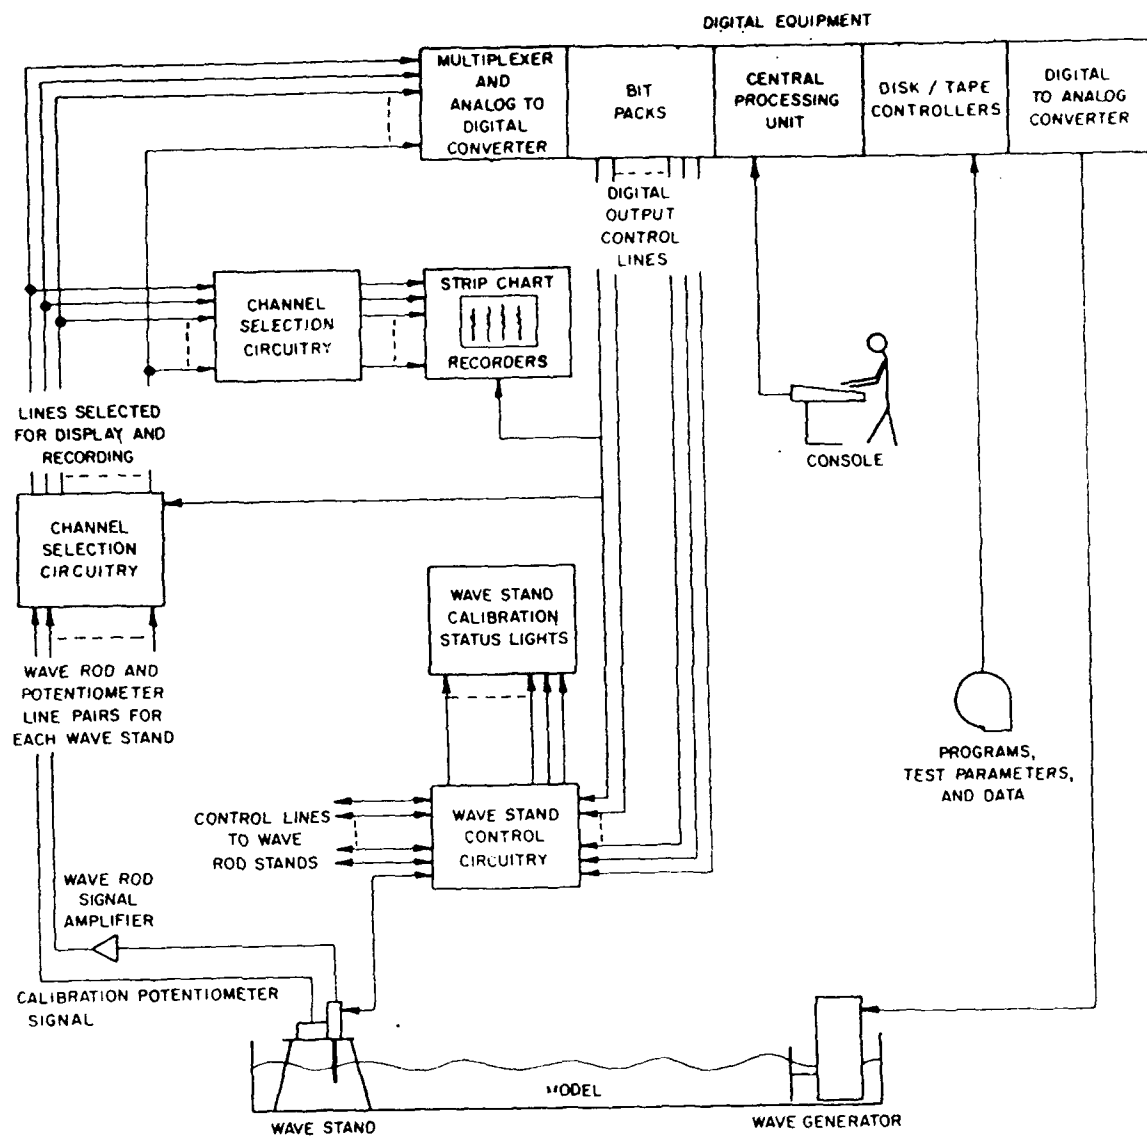 DIGITAL EQUIPMENT
MULTIPLEXER
AND
ANALOG TO
DIGITAL
CONVERTER
BIT
PACKS
CENTRAL
PROCESSING
UNIT
DISK / TAPE
CONTROLLERS
DIGITAL
TO ANALOG
CONVERTER
DIGITAL
OUTPUT
CONTROL
LINES
CHANNEL
SELECTION
CIRCUITRY
STRIP CHART
RECORDERS
LINES SELECTED
FOR DISPLAY AND
RECORDING
CONSOLE
CHANNEL
SELECTION
CIRCUITRY
WAVE STAND
CALIBRATION
STATUS LIGHTS
WAVE ROD AND
POTENTIOMETER
LINE PAIRS FOR
EACH WAVE STAND
PROGRAMS,
TEST PARAMETERS,
AND DATA
CONTROL LINES
TO WAVE
ROD STANDS
WAVE STAND
CONTROL
CIRCUITRY
WAVE ROD
SIGNAL
AMPLIFIER
CALIBRATION POTENTIOMETER
SIGNAL
MODEL
WAVE STAND
WAVE GENERATOR